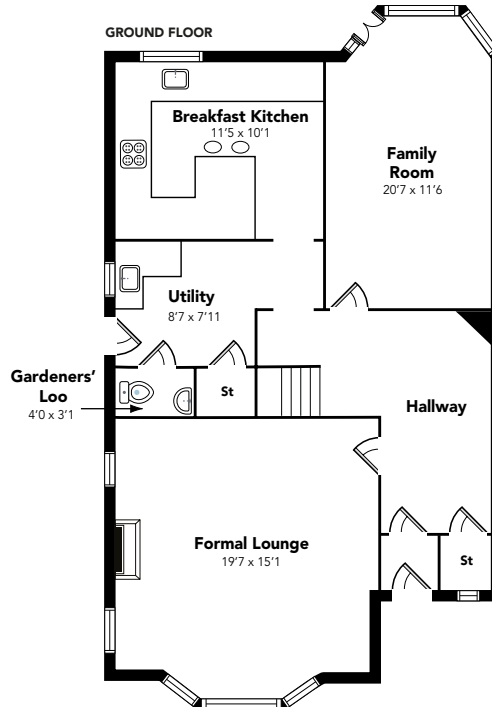 GROUND FLOOR
Breakfast Kitchen
11'5 x 10'1
Family
Room
20'7 x 11'6
Utility
8'7 x 7'11
Gardeners'
Loo
4'0 x 3'1
St
Hallway
Formal Lounge
19'7 x 15'1
St